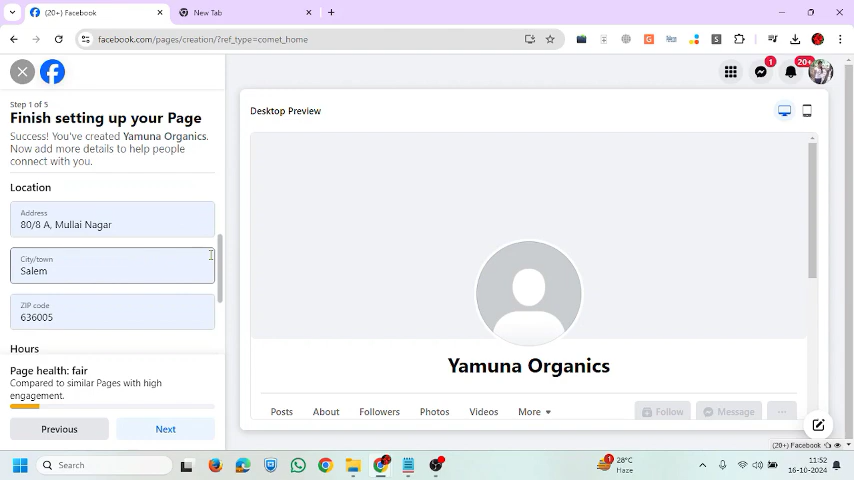 (20+) Facebook
New Tab
facebook.com/pages/creation/?ref_type=comet_home
1
20+
Step 1 of 5
Finish setting up your Page
Success! You've created Yamuna Organics.
Now add more details to help people
connect with you.
Location
Address
80/8 A, Mullai Nagar
City/town
Salem
ZIP code
636005
Hours
Page health: fair
Compared to similar Pages with high
engagement.
Previous
Next
Desktop Preview
Yamuna Organics
Posts
About
Followers
Photos
Videos
More
Follow
Message
(20+) Facebook
Search
1
28°C
Haze
11:52
16-10-2024